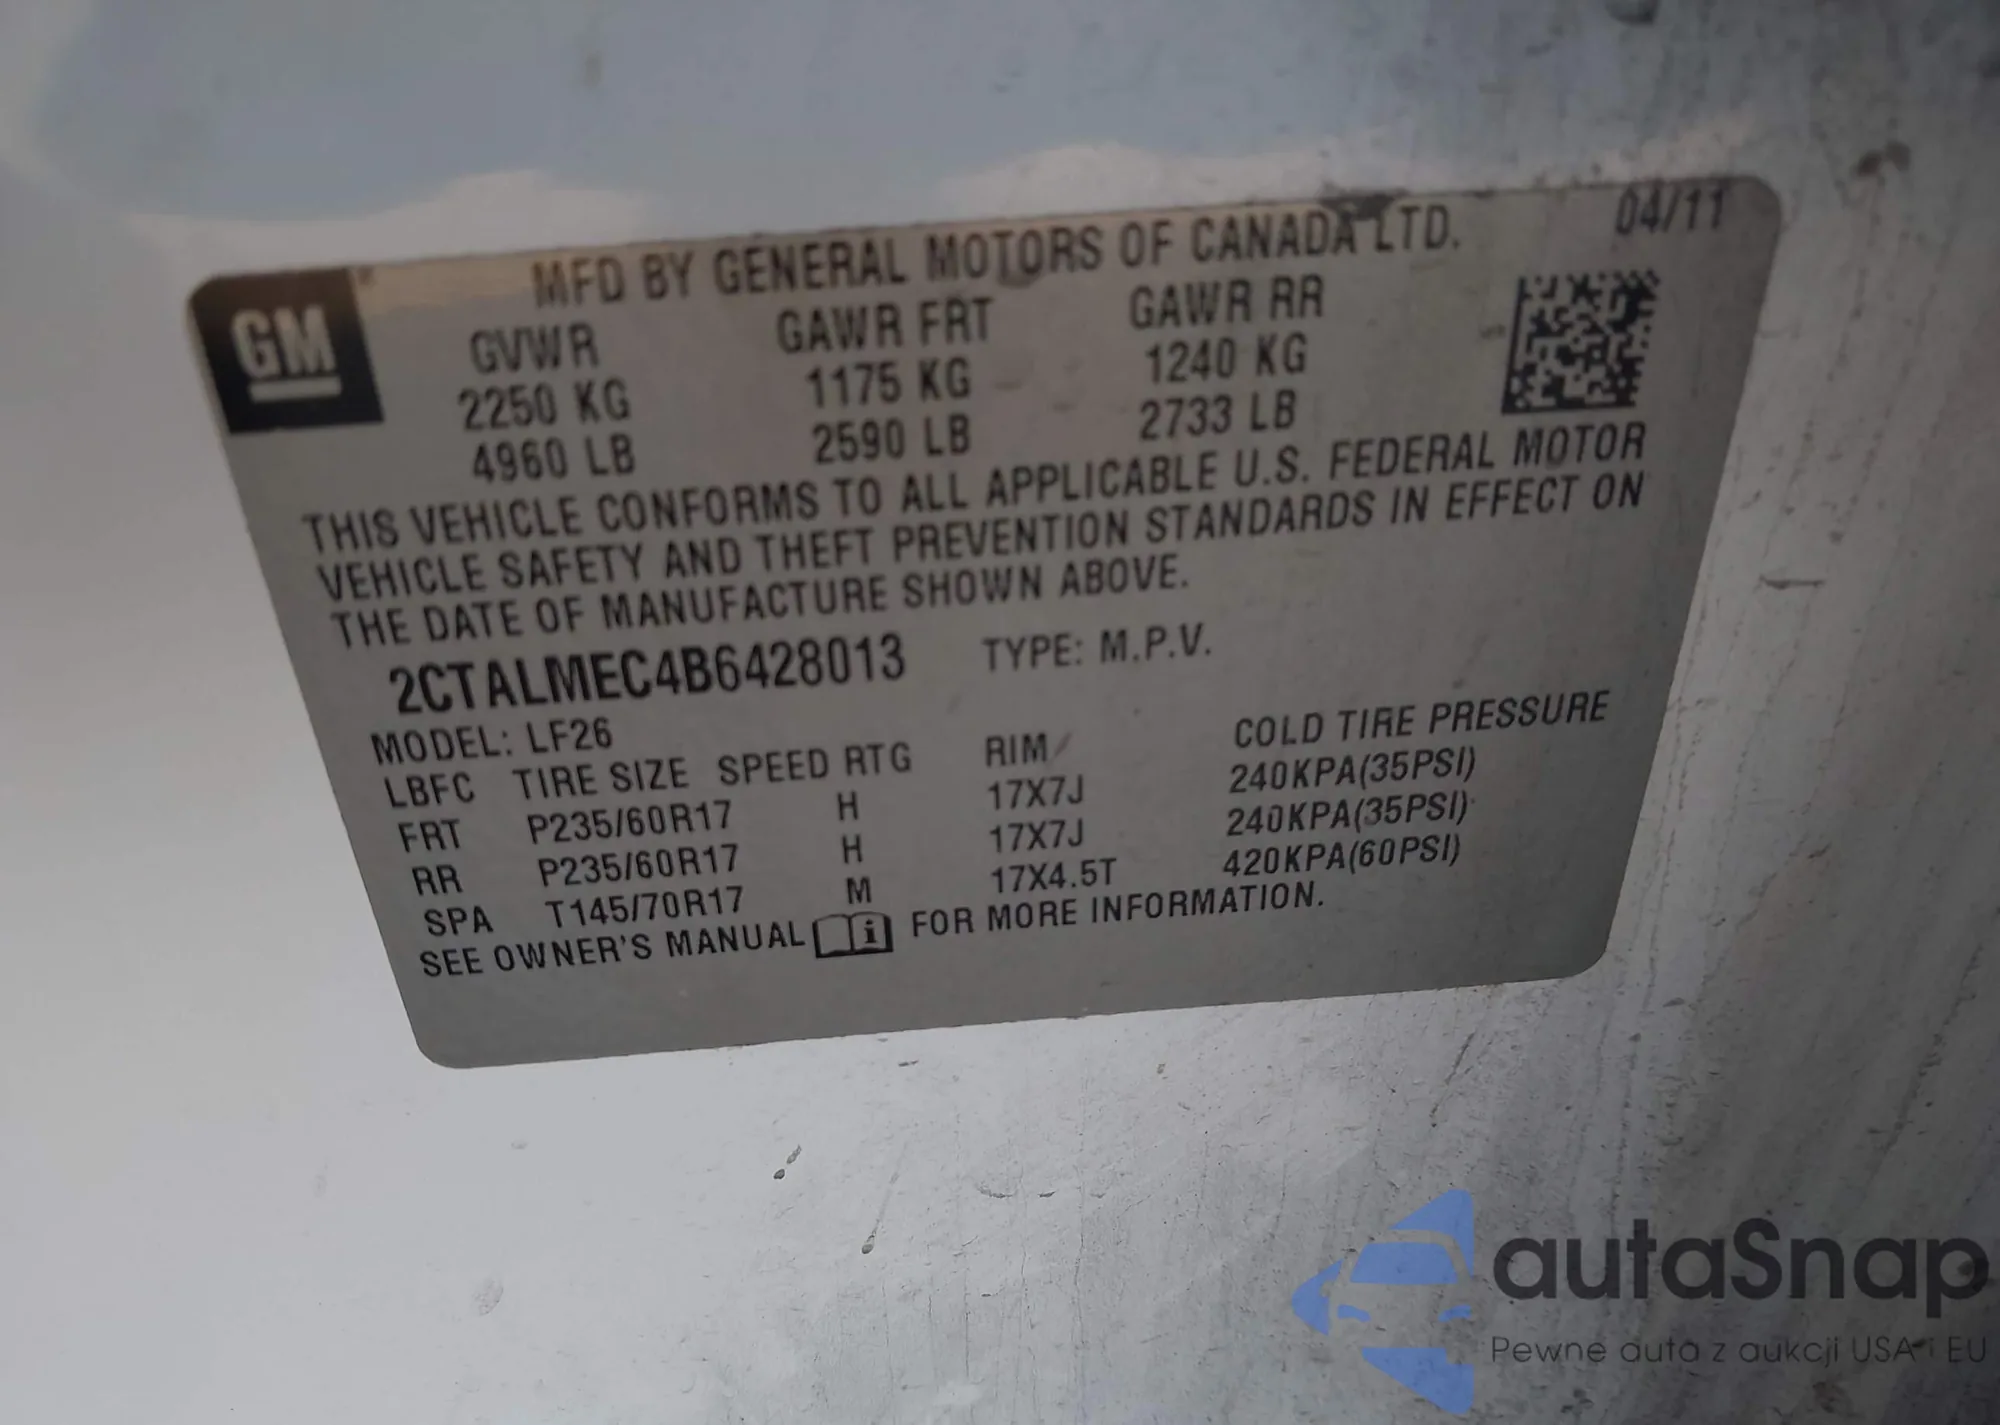 GM
MFD BY GENERAL MOTORS OF CANADA LTD. 04/11
GVWR GAWR FRT GAWR RR
2250 KG 1175 KG 1240 KG
4960 LB 2590 LB 2733 LB
THIS VEHICLE CONFORMS TO ALL APPLICABLE U.S. FEDERAL MOTOR
VEHICLE SAFETY AND THEFT PREVENTION STANDARDS IN EFFECT ON
THE DATE OF MANUFACTURE SHOWN ABOVE.
2CTALMEC4B6428013 TYPE: M.P.V.
MODEL: LF26
LBFC TIRE SIZE SPEED RTG RIM COLD TIRE PRESSURE
FRT P235/60R17 H 17X7J 240KPA(35PSI)
RR P235/60R17 H 17X7J 240KPA(35PSI)
SPA T145/70R17 M 17X4.5T 420KPA(60PSI)
SEE OWNER'S MANUAL FOR MORE INFORMATION.
autaSnap
Pewne auta z aukcji USA i EU